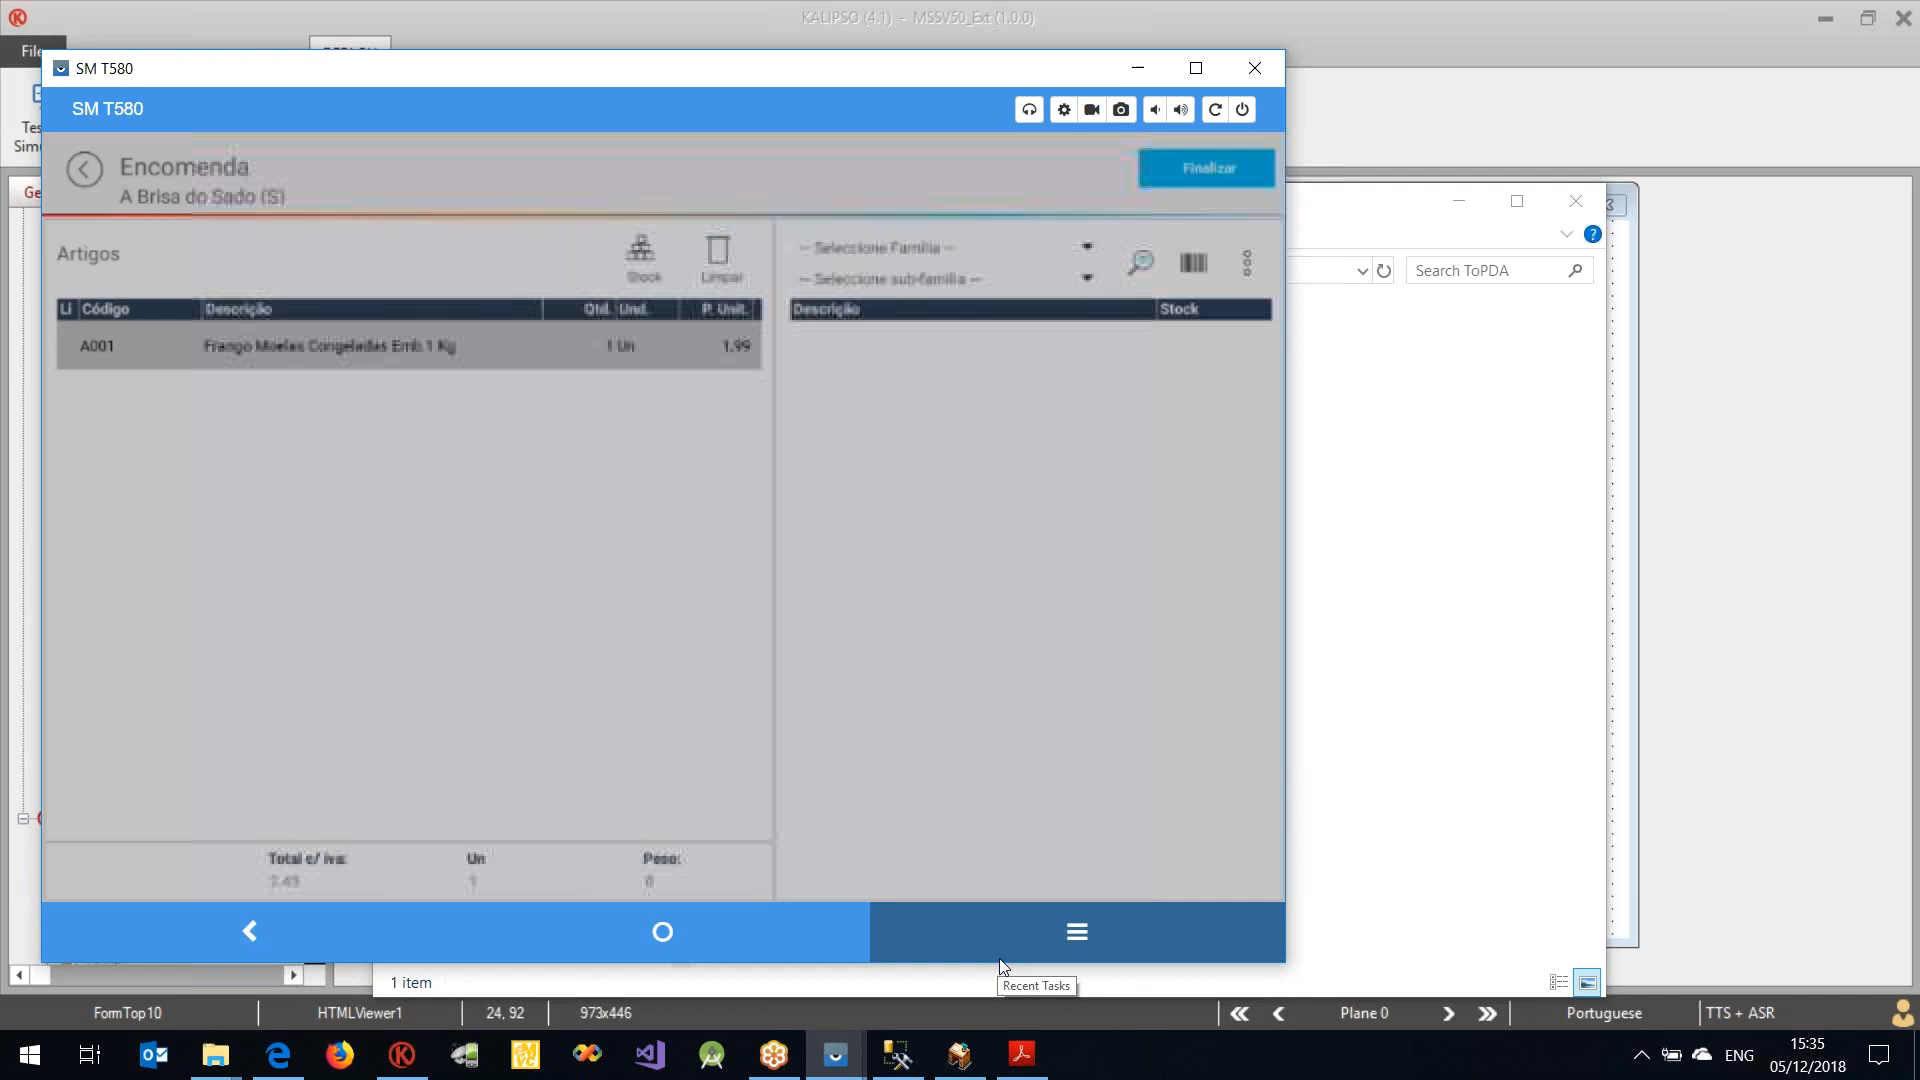 KALIPSO (4.1) - MSSV50_Ext (1.0.0)
File
SM T580
SM T580
Encomenda
A Brisa do Sado (S)
Finalizar
Artigos
Stock
Limpar
-- Seleccione Família --
-- Seleccione sub-família --
Li Código Descrição Qtd. Und. P. Unit.
Descrição Stock
A001 Frango Moelas Congeladas Emb.1 Kg 1 Un 1.99
Total c/ iva: Un Peso:
1 0
Search ToPDA
1 item
Recent Tasks
FormTop10 HTMLViewer1 24, 92 973x446 Plane 0 Portuguese TTS + ASR
ENG
15:35
05/12/2018